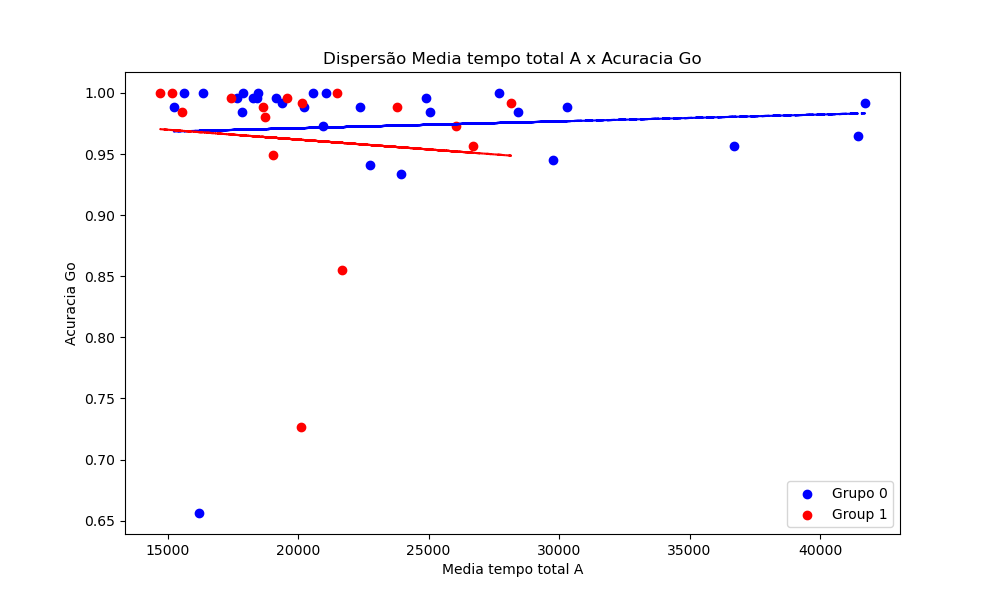 Dispersão Media tempo total A x Acuracia Go
Acuracia Go
1.00
0.95
0.90
0.85
0.80
0.75
0.70
0.65
15000
20000
25000
30000
35000
40000
Media tempo total A
Grupo 0
Group 1